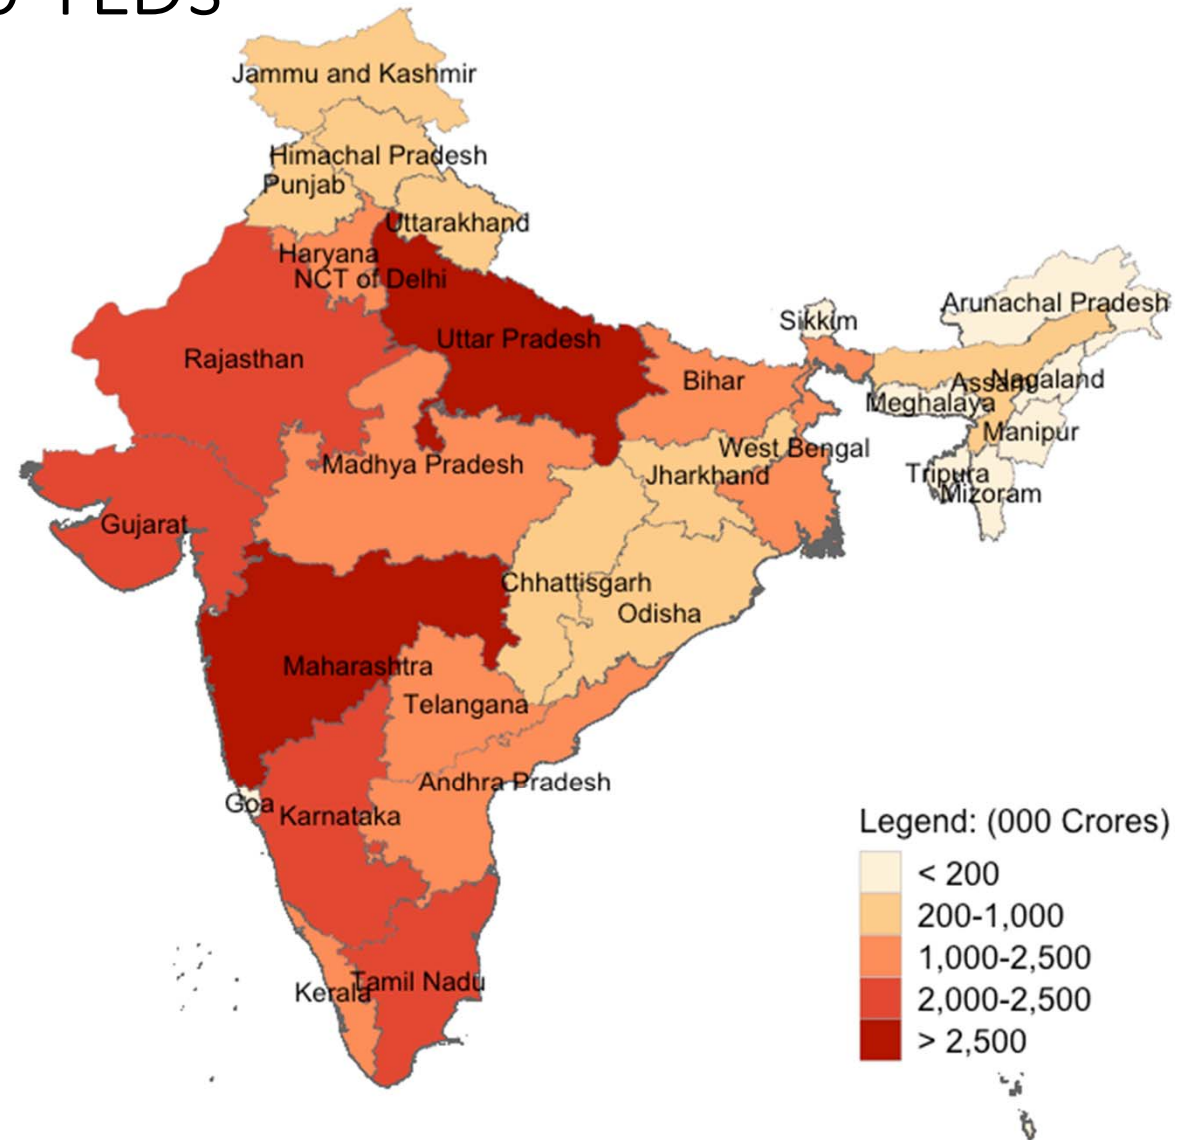 YLDS
Jammu and Kashmir
Himachal Pradesh
Punjab
Uttarakhand
Haryana
NCT of Delhi
Arunachal Pradesh
Sikkim
Uttar Pradesh
Rajasthan
Bihar
Assam
Nagaland
Meghalaya
Manipur
West Bengal
Madhya Pradesh
Jharkhand
Tripura
Mizoram
Gujarat
Chhattisgarh
Odisha
Maharashtra
Telangana
Andhra Pradesh
Goa
Karnataka
Tamil Nadu
Kerala
Legend: (000 Crores)
< 200
200-1,000
1,000-2,500
2,000-2,500
> 2,500